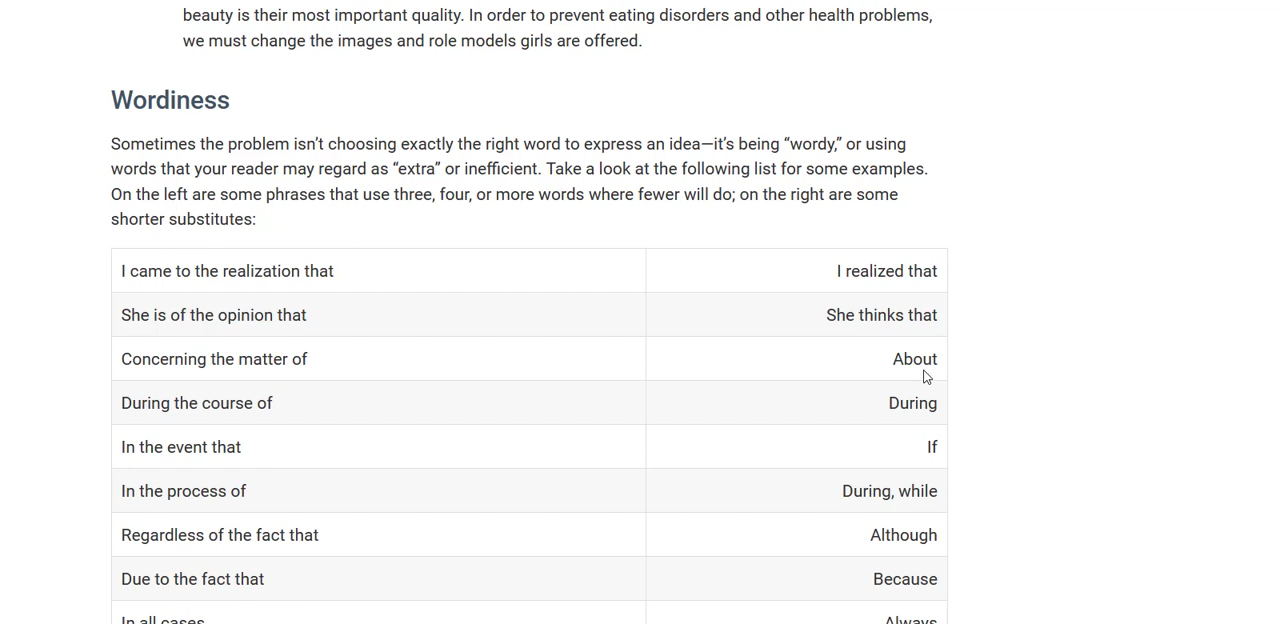 beauty is their most important quality. In order to prevent eating disorders and other health problems,
we must change the images and role models girls are offered.
Wordiness
Sometimes the problem isn’t choosing exactly the right word to express an idea—it’s being “wordy,” or using
words that your reader may regard as “extra” or inefficient. Take a look at the following list for some examples.
On the left are some phrases that use three, four, or more words where fewer will do; on the right are some
shorter substitutes:
I came to the realization that I realized that
She is of the opinion that She thinks that
Concerning the matter of About
During the course of During
In the event that If
In the process of During, while
Regardless of the fact that Although
Due to the fact that Because
In all cases Always